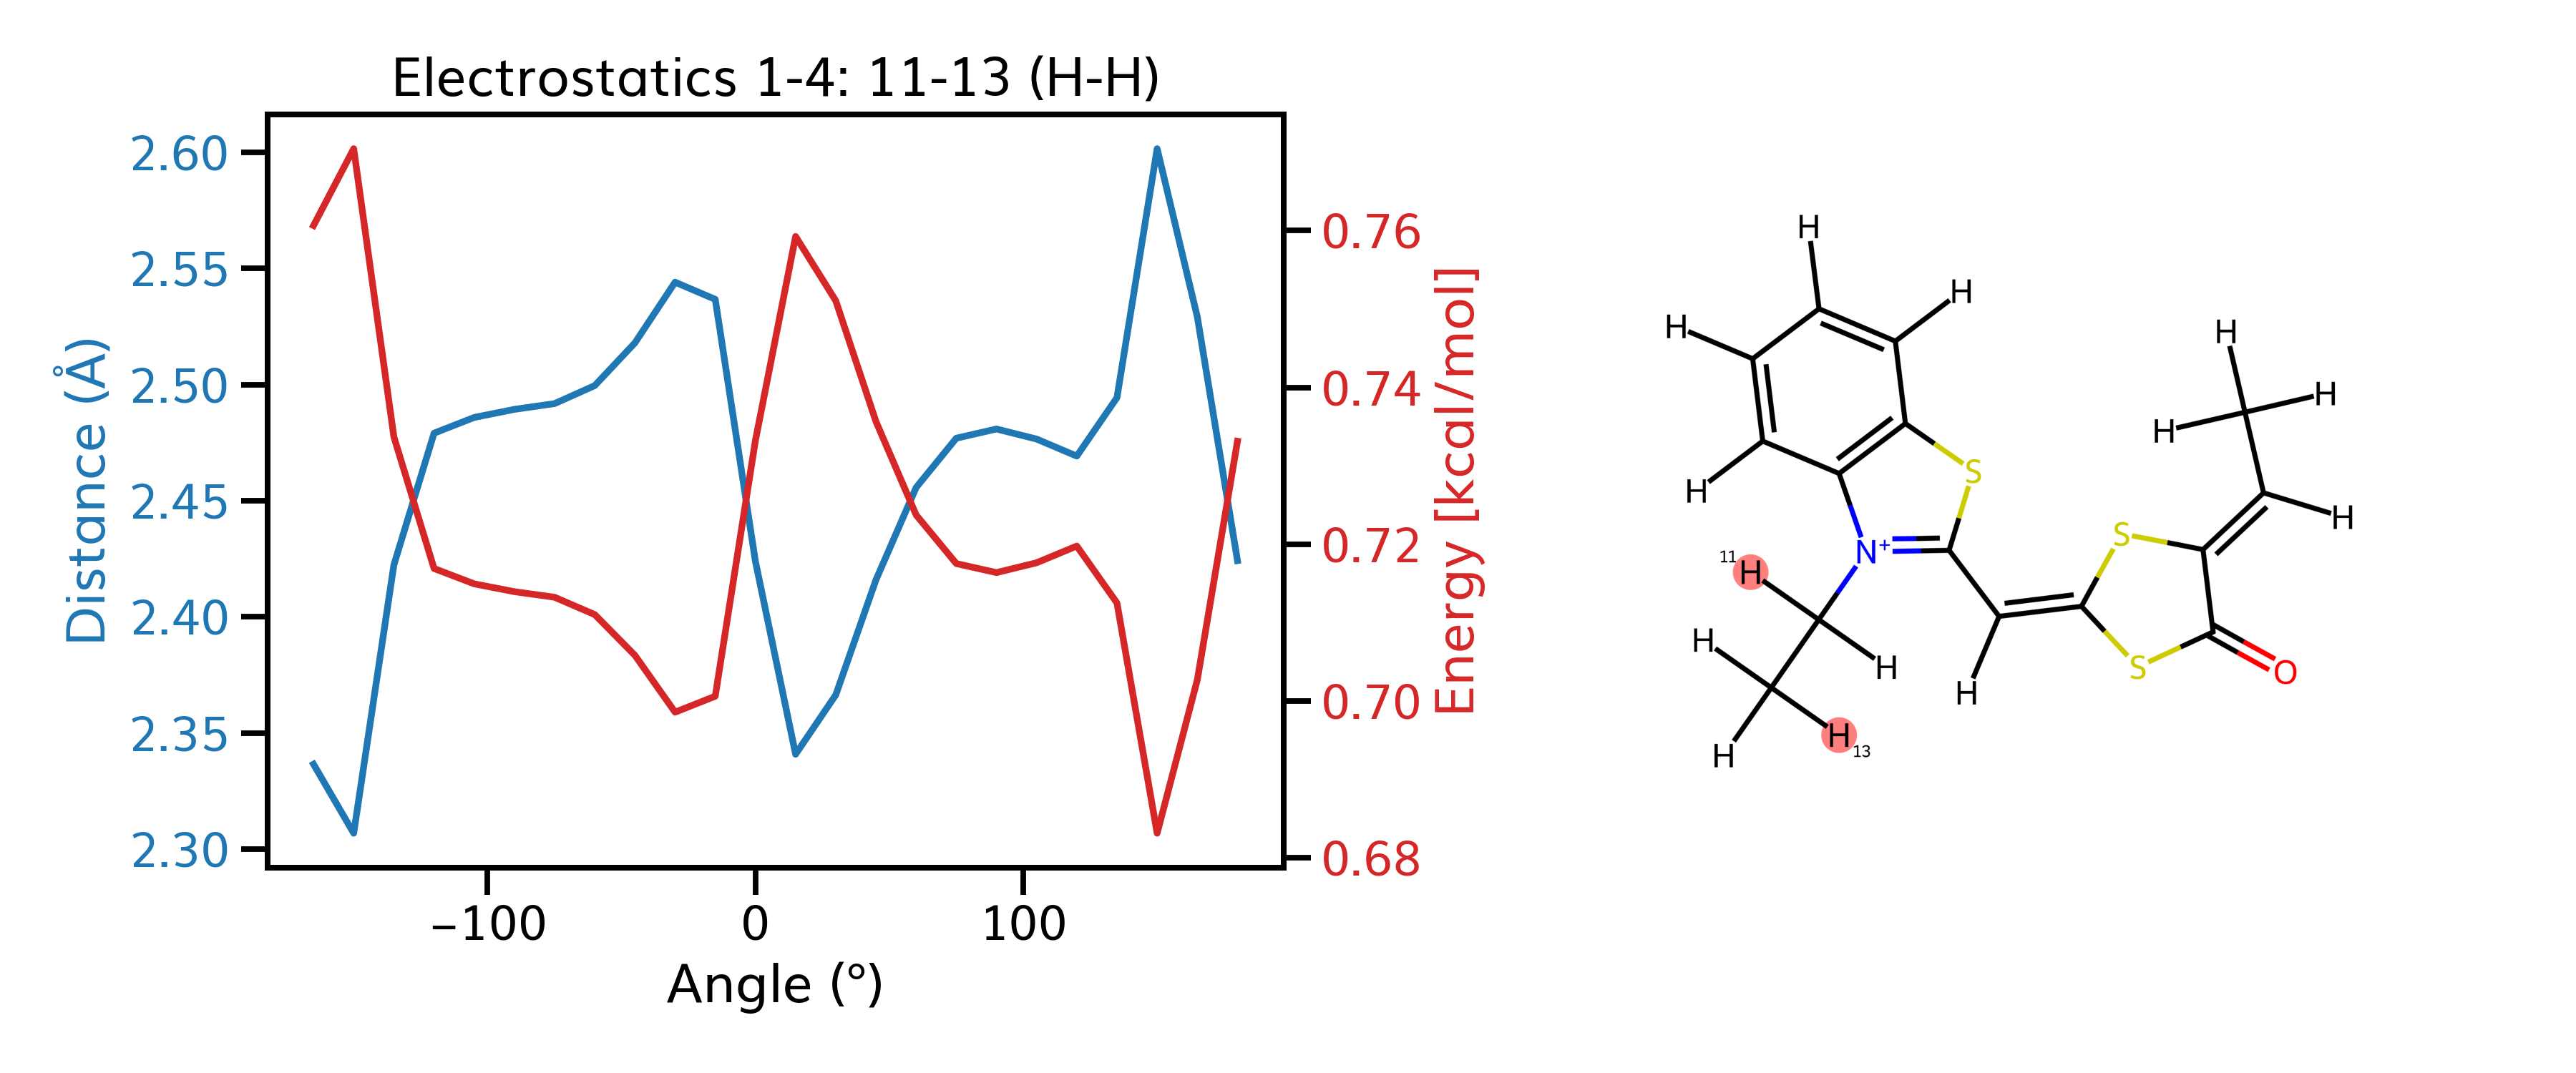 Electrostatics 1-4: 11-13 (H-H)
Distance (Å)
2.60
2.55
2.50
2.45
2.40
2.35
2.30
0.76
0.74
0.72
0.70
0.68
Energy [kcal/mol]
−100 0 100
Angle (°)
H
H
H
H
H
H
H
S
H
H
S
N+
11
H
H
H
S
O
H
H
H
13
H